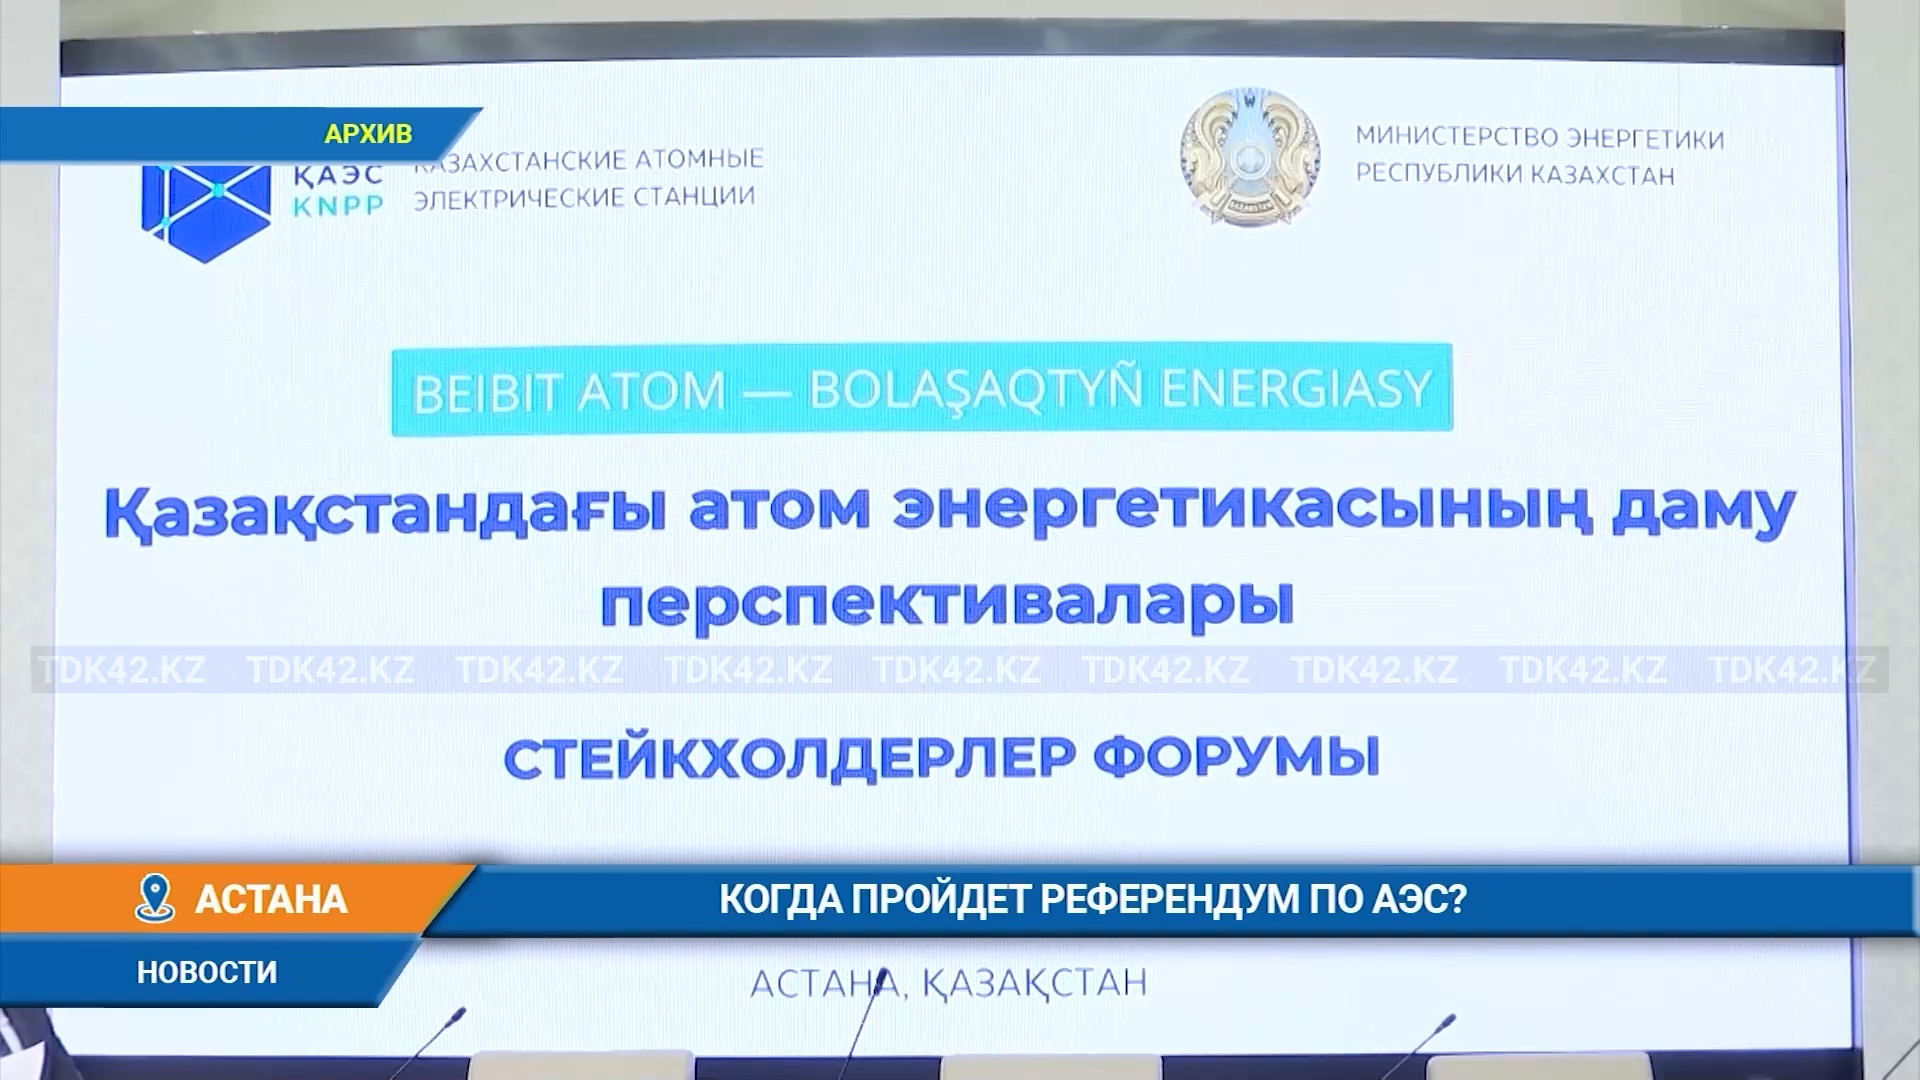 АРХИВ
ҚАЭС
KNPP
КАЗАХСТАНСКИЕ АТОМНЫЕ
ЭЛЕКТРИЧЕСКИЕ СТАНЦИИ
МИНИСТЕРСТВО ЭНЕРГЕТИКИ
РЕСПУБЛИКИ КАЗАХСТАН
BEIBIT ATOM — BOLAŞAQTYÑ ENERGIASY
Қазақстандағы атом энергетикасының даму
перспективалары
TDK42.KZ TDK42.KZ TDK42.KZ TDK42.KZ TDK42.KZ TDK42.KZ TDK42.KZ TDK42.KZ TDK42.KZ
СТЕЙКХОЛДЕРЛЕР ФОРУМЫ
АСТАНА
КОГДА ПРОЙДЕТ РЕФЕРЕНДУМ ПО АЭС?
НОВОСТИ
АСТАНА, ҚАЗАҚСТАН